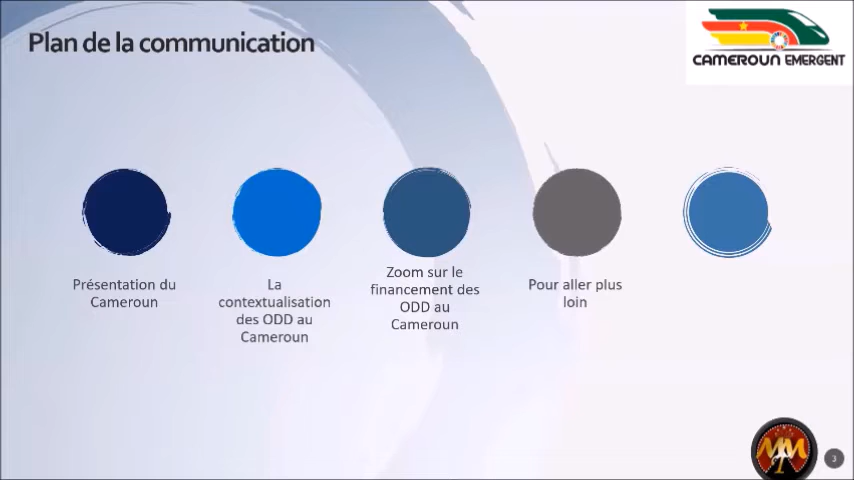 Plan de la communication
CAMEROUN EMERGENT
Présentation du
Cameroun
La
contextualisation
des ODD au
Cameroun
Zoom sur le
financement des
ODD au
Cameroun
Pour aller plus
loin
3